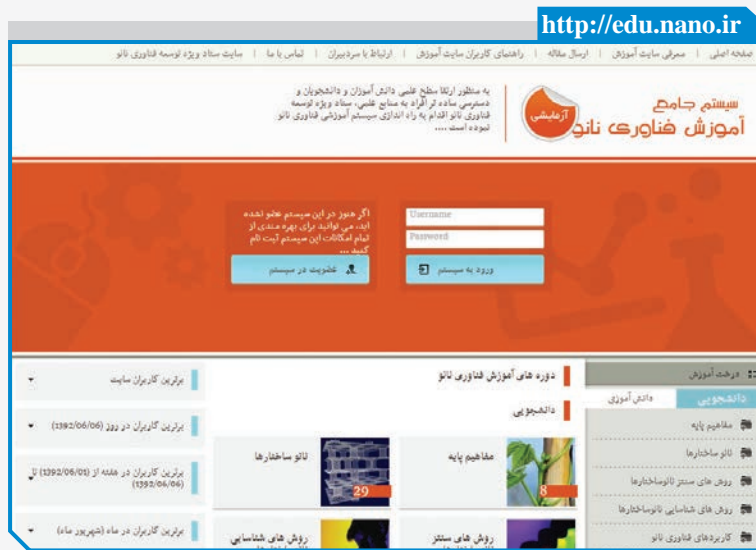 http://edu.nano.ir
صفحه اصلی | معرفی سایت آموزش | ارسال مقاله | راهنمای کاربران سایت آموزش | ارتباط با سردبیران | تماس با ما | سایت ستاد ویژه توسعه فناوری نانو
سیستم جامع
آموزش فناوری نانو
آزمایشی
به منظور ارتقا سطح علمی دانش آموزان و دانشجویان و
دسترسی ساده تر افراد به منابع علمی، ستاد ویژه توسعه
فناوری نانو اقدام به راه اندازی سیستم آموزشی فناوری نانو
نموده است ....
Username
Password
ورود به سیستم
اگر هنوز در این سیستم عضو نشده
اید، می توانید برای بهره مندی از
تمام امکانات این سیستم ثبت نام
کنید ...
عضویت در سیستم
درخت آموزش
دانشجویی
دانش آموزی
مفاهیم پایه
نانو ساختارها
روش های سنتز نانوساختارها
روش های شناسایی نانوساختارها
کاربردهای فناوری نانو
دوره های آموزش فناوری نانو
دانشجویی
مفاهیم پایه
8
نانو ساختارها
29
روش های سنتز
روش های شناسایی
برترین کاربران سایت
برترین کاربران در روز (1392/06/06)
برترین کاربران در هفته از (1392/06/01) تا
(1392/06/06)
برترین کاربران در ماه (شهریور ماه)